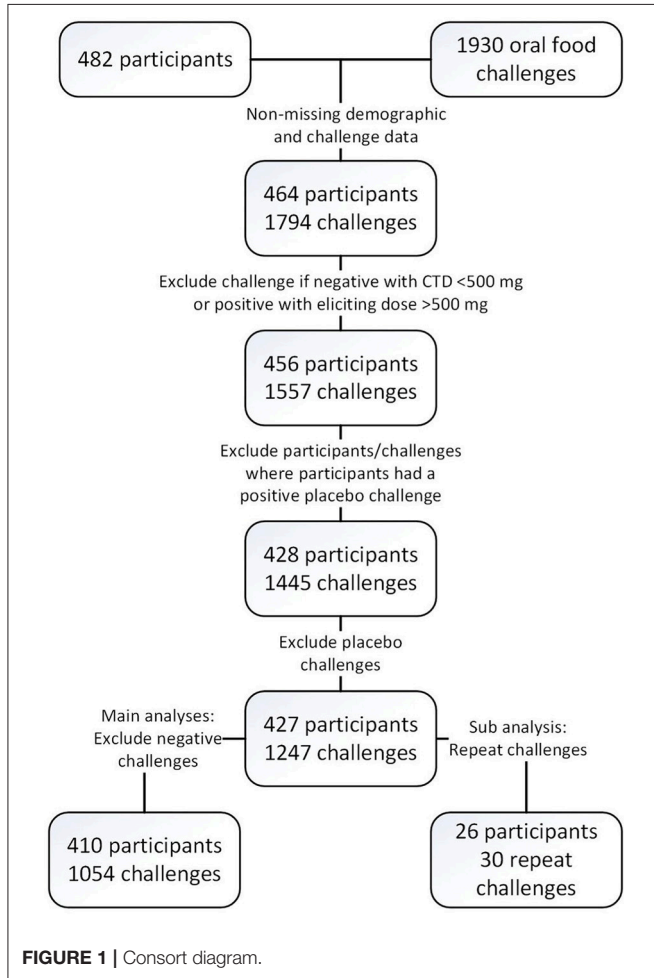 482 participants
1930 oral food
challenges
Non-missing demographic
and challenge data
464 participants
1794 challenges
Exclude challenge if negative with CTD <500 mg
or positive with eliciting dose >500 mg
456 participants
1557 challenges
Exclude participants/challenges
where participants had a
positive placebo challenge
428 participants
1445 challenges
Exclude placebo
challenges
427 participants
1247 challenges
Main analyses:
Exclude negative
challenges
Sub analysis:
Repeat challenges
410 participants
1054 challenges
26 participants
30 repeat
challenges
FIGURE 1 | Consort diagram.